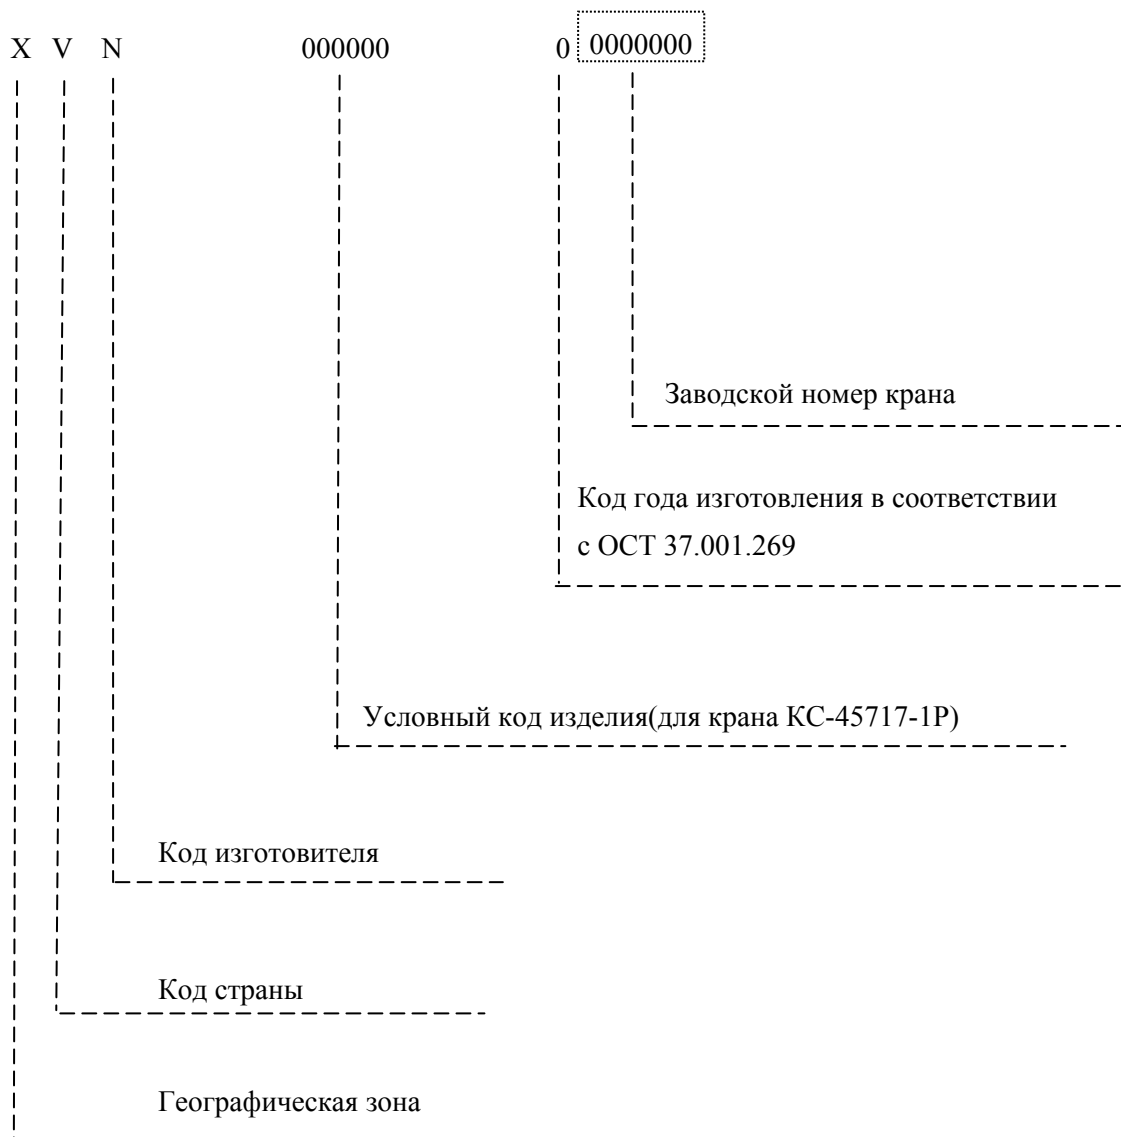 X V N 000000 0 0000000
Заводской номер крана
Код года изготовления в соответствии
с ОСТ 37.001.269
Условный код изделия(для крана КС-45717-1Р)
Код изготовителя
Код страны
Географическая зона